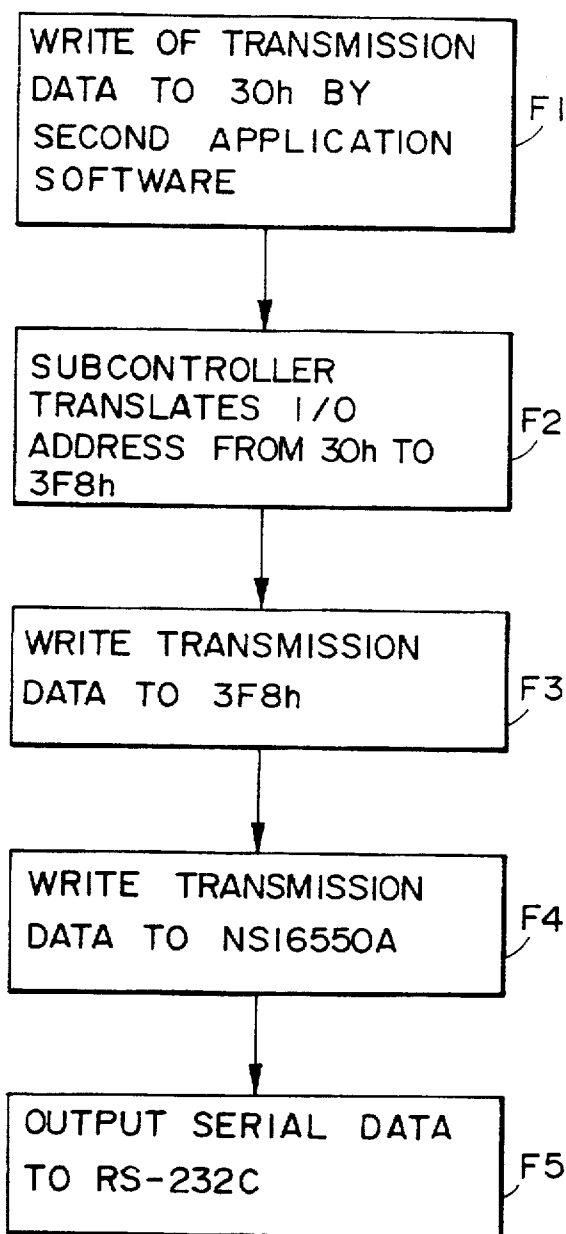 WRITE OF TRANSMISSION
DATA TO 30h BY
SECOND APPLICATION
SOFTWARE
F1
SUBCONTROLLER
TRANSLATES I/O
ADDRESS FROM 30h TO
3F8h
F2
WRITE TRANSMISSION
DATA TO 3F8h
F3
WRITE TRANSMISSION
DATA TO NS16550A
F4
OUTPUT SERIAL DATA
TO RS-232C
F5